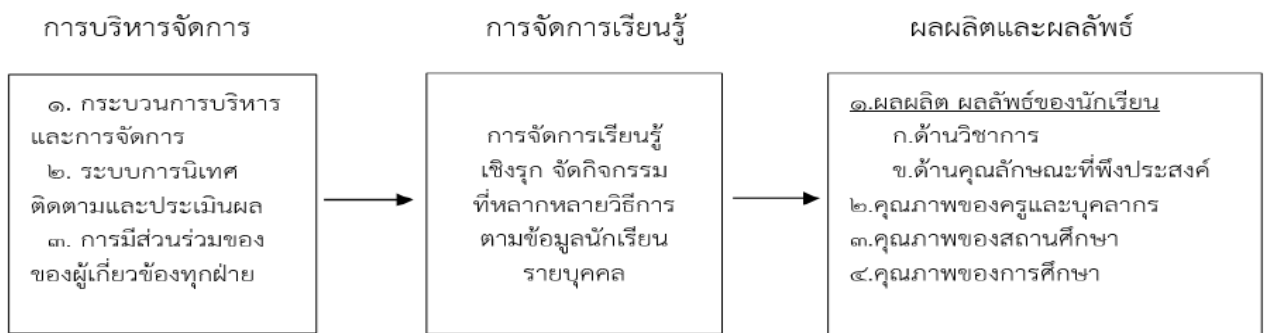 การบริหารจัดการ
การจัดการเรียนรู้
ผลผลิตและผลลัพธ์
๑. กระบวนการบริหาร
และการจัดการ
๒. ระบบการนิเทศ
ติดตามและประเมินผล
๓. การมีส่วนร่วมของ
ของผู้เกี่ยวข้องทุกฝ่าย
การจัดการเรียนรู้
เชิงรุก จัดกิจกรรม
ที่หลากหลายวิธีการ
ตามข้อมูลนักเรียน
รายบุคคล
๑.ผลผลิต ผลลัพธ์ของนักเรียน
ก.ด้านวิชาการ
ข.ด้านคุณลักษณะที่พึงประสงค์
๒.คุณภาพของครูและบุคลากร
๓.คุณภาพของสถานศึกษา
๔.คุณภาพของการศึกษา